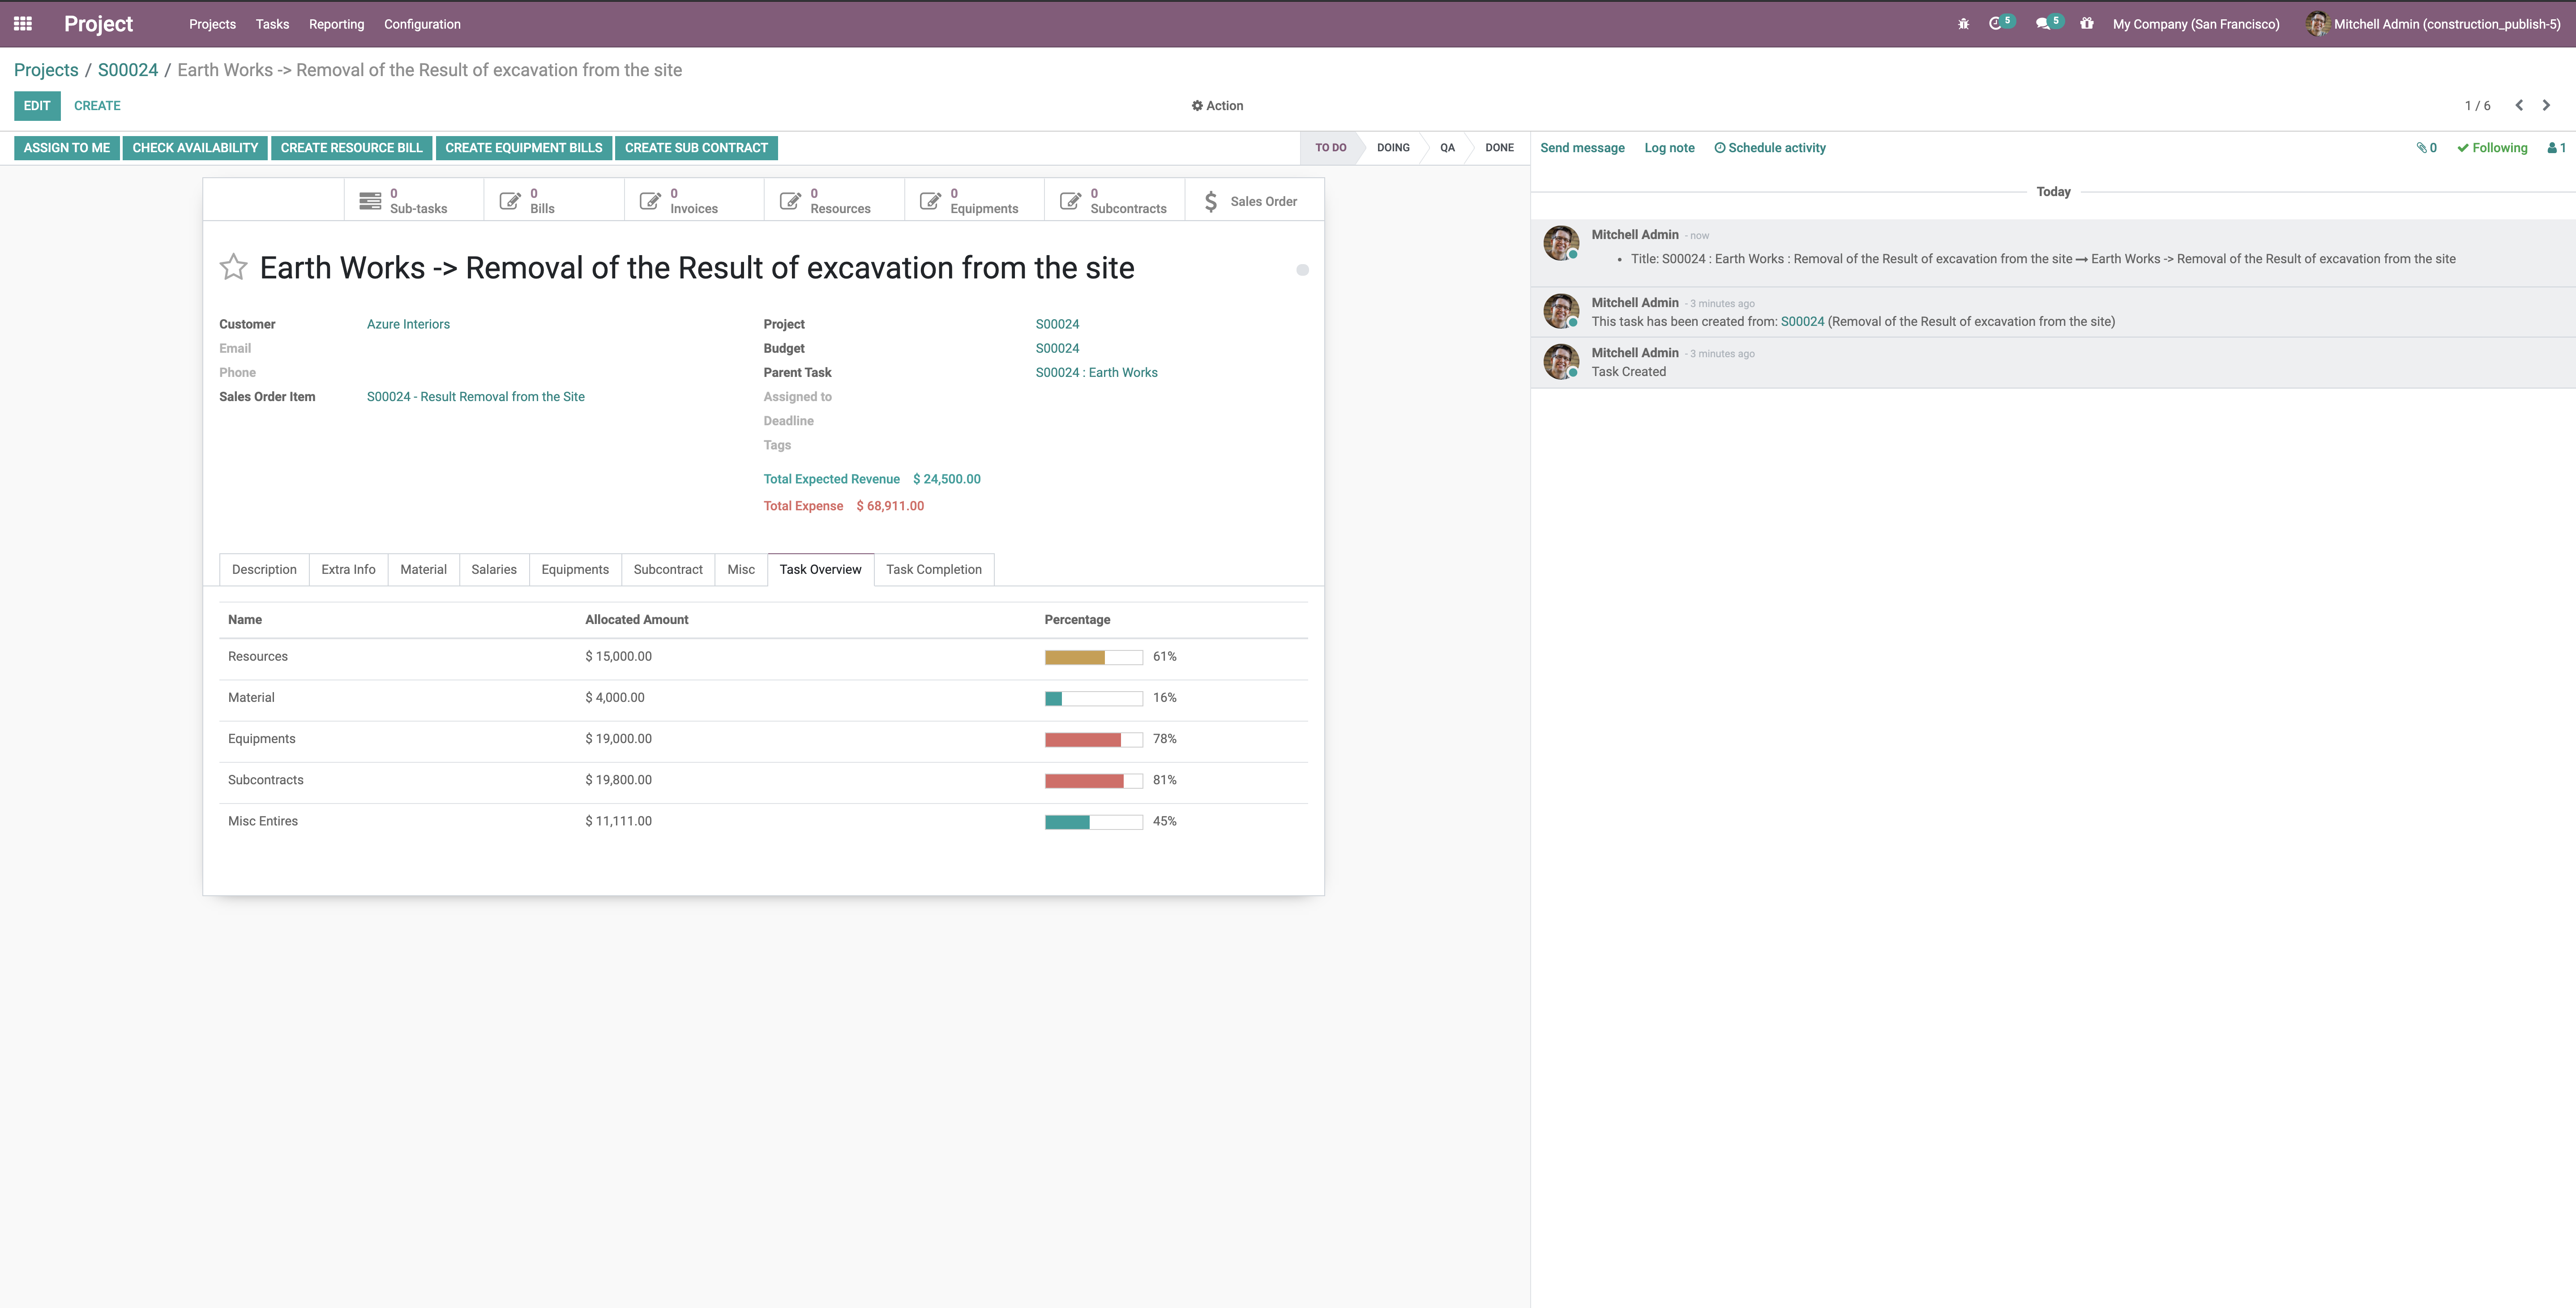 Project Projects Tasks Reporting Configuration 5 5 My Company (San Francisco) Mitchell Admin (construction_publish-5)
Projects / S00024 / Earth Works -> Removal of the Result of excavation from the site
EDIT CREATE Action 1 / 6
ASSIGN TO ME CHECK AVAILABILITY CREATE RESOURCE BILL CREATE EQUIPMENT BILLS CREATE SUB CONTRACT TO DO DOING QA DONE
Send message Log note Schedule activity 0 Following 1
0 Sub-tasks
0 Bills
0 Invoices
0 Resources
0 Equipments
0 Subcontracts
Sales Order
Earth Works -> Removal of the Result of excavation from the site
Customer Azure Interiors
Email
Phone
Sales Order Item S00024 - Result Removal from the Site
Project S00024
Budget S00024
Parent Task S00024 : Earth Works
Assigned to
Deadline
Tags
Total Expected Revenue $ 24,500.00
Total Expense $ 68,911.00
Description Extra Info Material Salaries Equipments Subcontract Misc Task Overview Task Completion
Name Allocated Amount Percentage
Resources $ 15,000.00 61%
Material $ 4,000.00 16%
Equipments $ 19,000.00 78%
Subcontracts $ 19,800.00 81%
Misc Entires $ 11,111.00 45%
Today
Mitchell Admin - now
• Title: S00024 : Earth Works : Removal of the Result of excavation from the site → Earth Works -> Removal of the Result of excavation from the site
Mitchell Admin - 3 minutes ago
This task has been created from: S00024 (Removal of the Result of excavation from the site)
Mitchell Admin - 3 minutes ago
Task Created